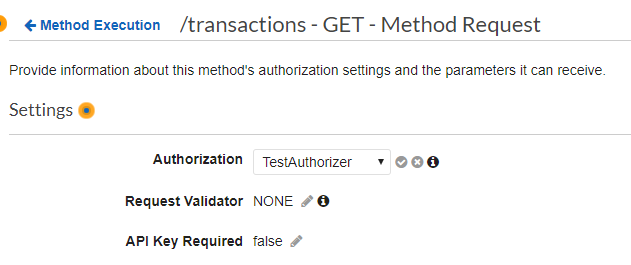 Method Execution /transactions - GET - Method Request
Provide information about this method's authorization settings and the parameters it can receive.
Settings
Authorization TestAuthorizer
Request Validator NONE
API Key Required false